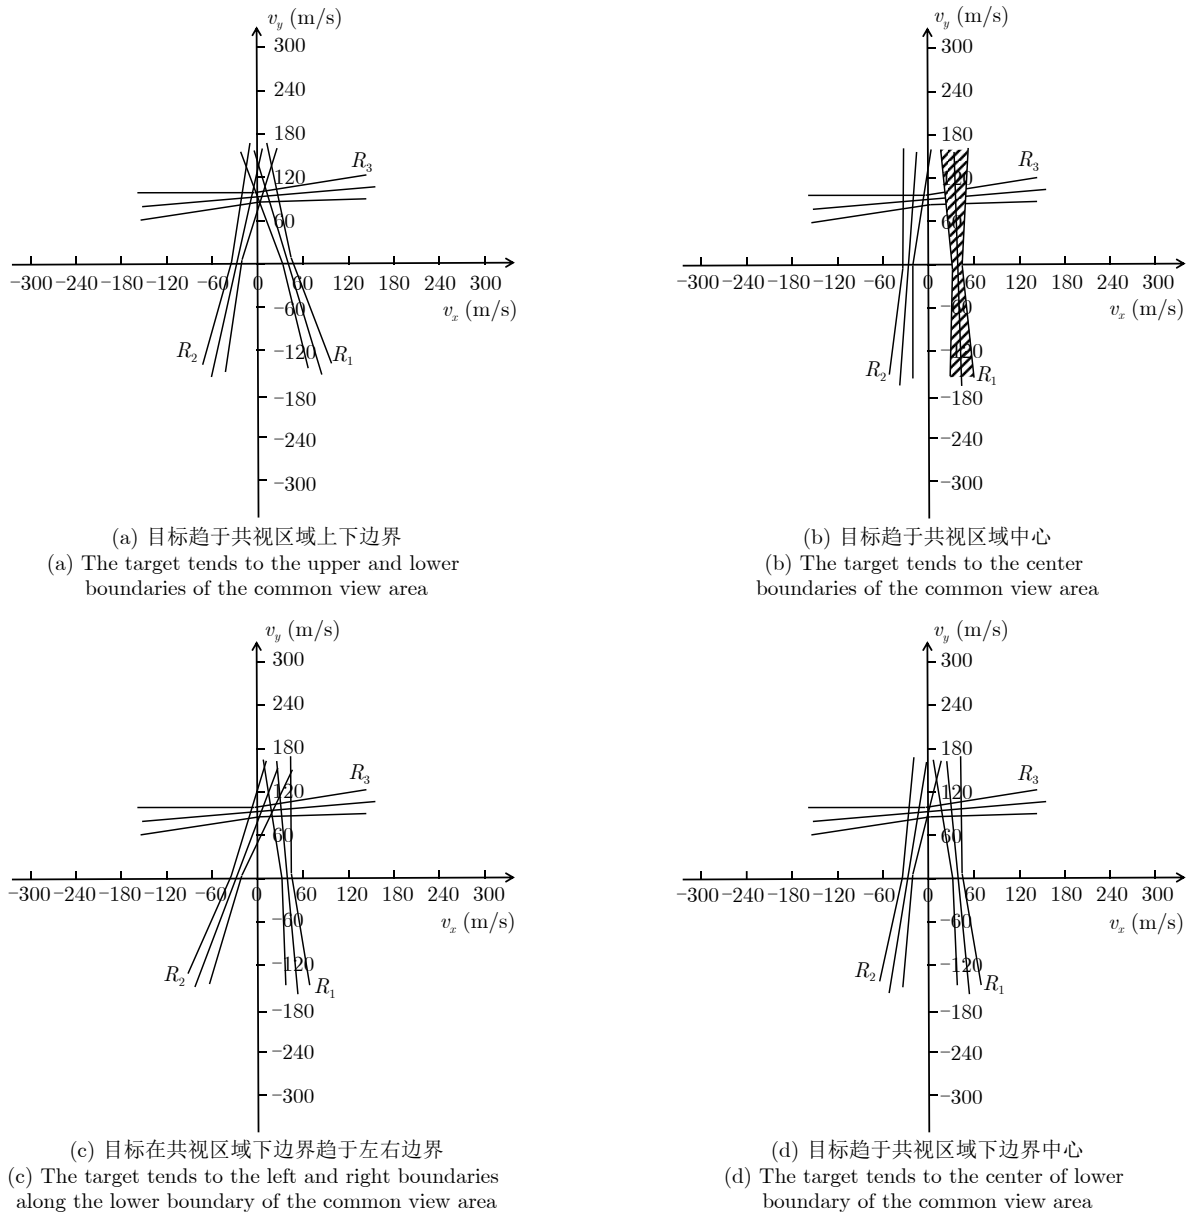 v_y (m/s)
300
240
180
R_3
120
60
−300 −240 −180 −120 −60 0 60 120 180 240 300
−60
v_x (m/s)
R_2
−120
R_1
−180
−240
−300
(a) 目标趋于共视区域上下边界
(a) The target tends to the upper and lower
boundaries of the common view area
v_y (m/s)
300
240
180
R_3
120
60
−300 −240 −180 −120 −60 0 60 120 180 240 300
−60
v_x (m/s)
−120
R_2
R_1
−180
−240
−300
(b) 目标趋于共视区域中心
(b) The target tends to the center
boundaries of the common view area
v_y (m/s)
300
240
180
R_3
120
60
−300 −240 −180 −120 −60 0 60 120 180 240 300
−60
v_x (m/s)
−120
R_2
R_1
−180
−240
−300
(c) 目标在共视区域下边界趋于左右边界
(c) The target tends to the left and right boundaries
along the lower boundary of the common view area
v_y (m/s)
300
240
180
R_3
120
60
−300 −240 −180 −120 −60 0 60 120 180 240 300
−60
v_x (m/s)
−120
R_2
R_1
−180
−240
−300
(d) 目标趋于共视区域下边界中心
(d) The target tends to the center of lower
boundary of the common view area